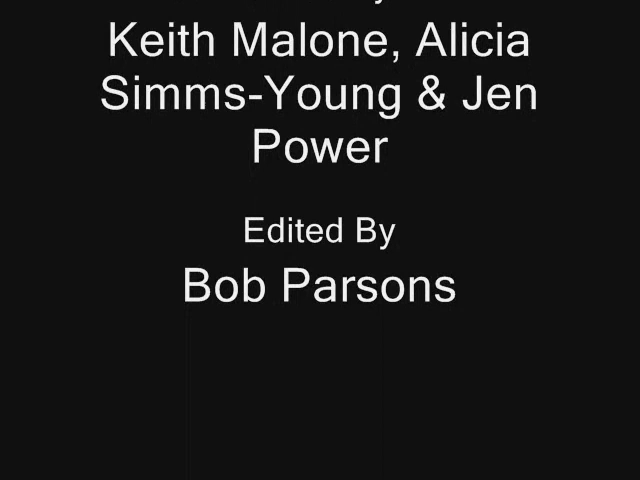 Keith Malone, Alicia
Simms-Young & Jen
Power
Edited By
Bob Parsons